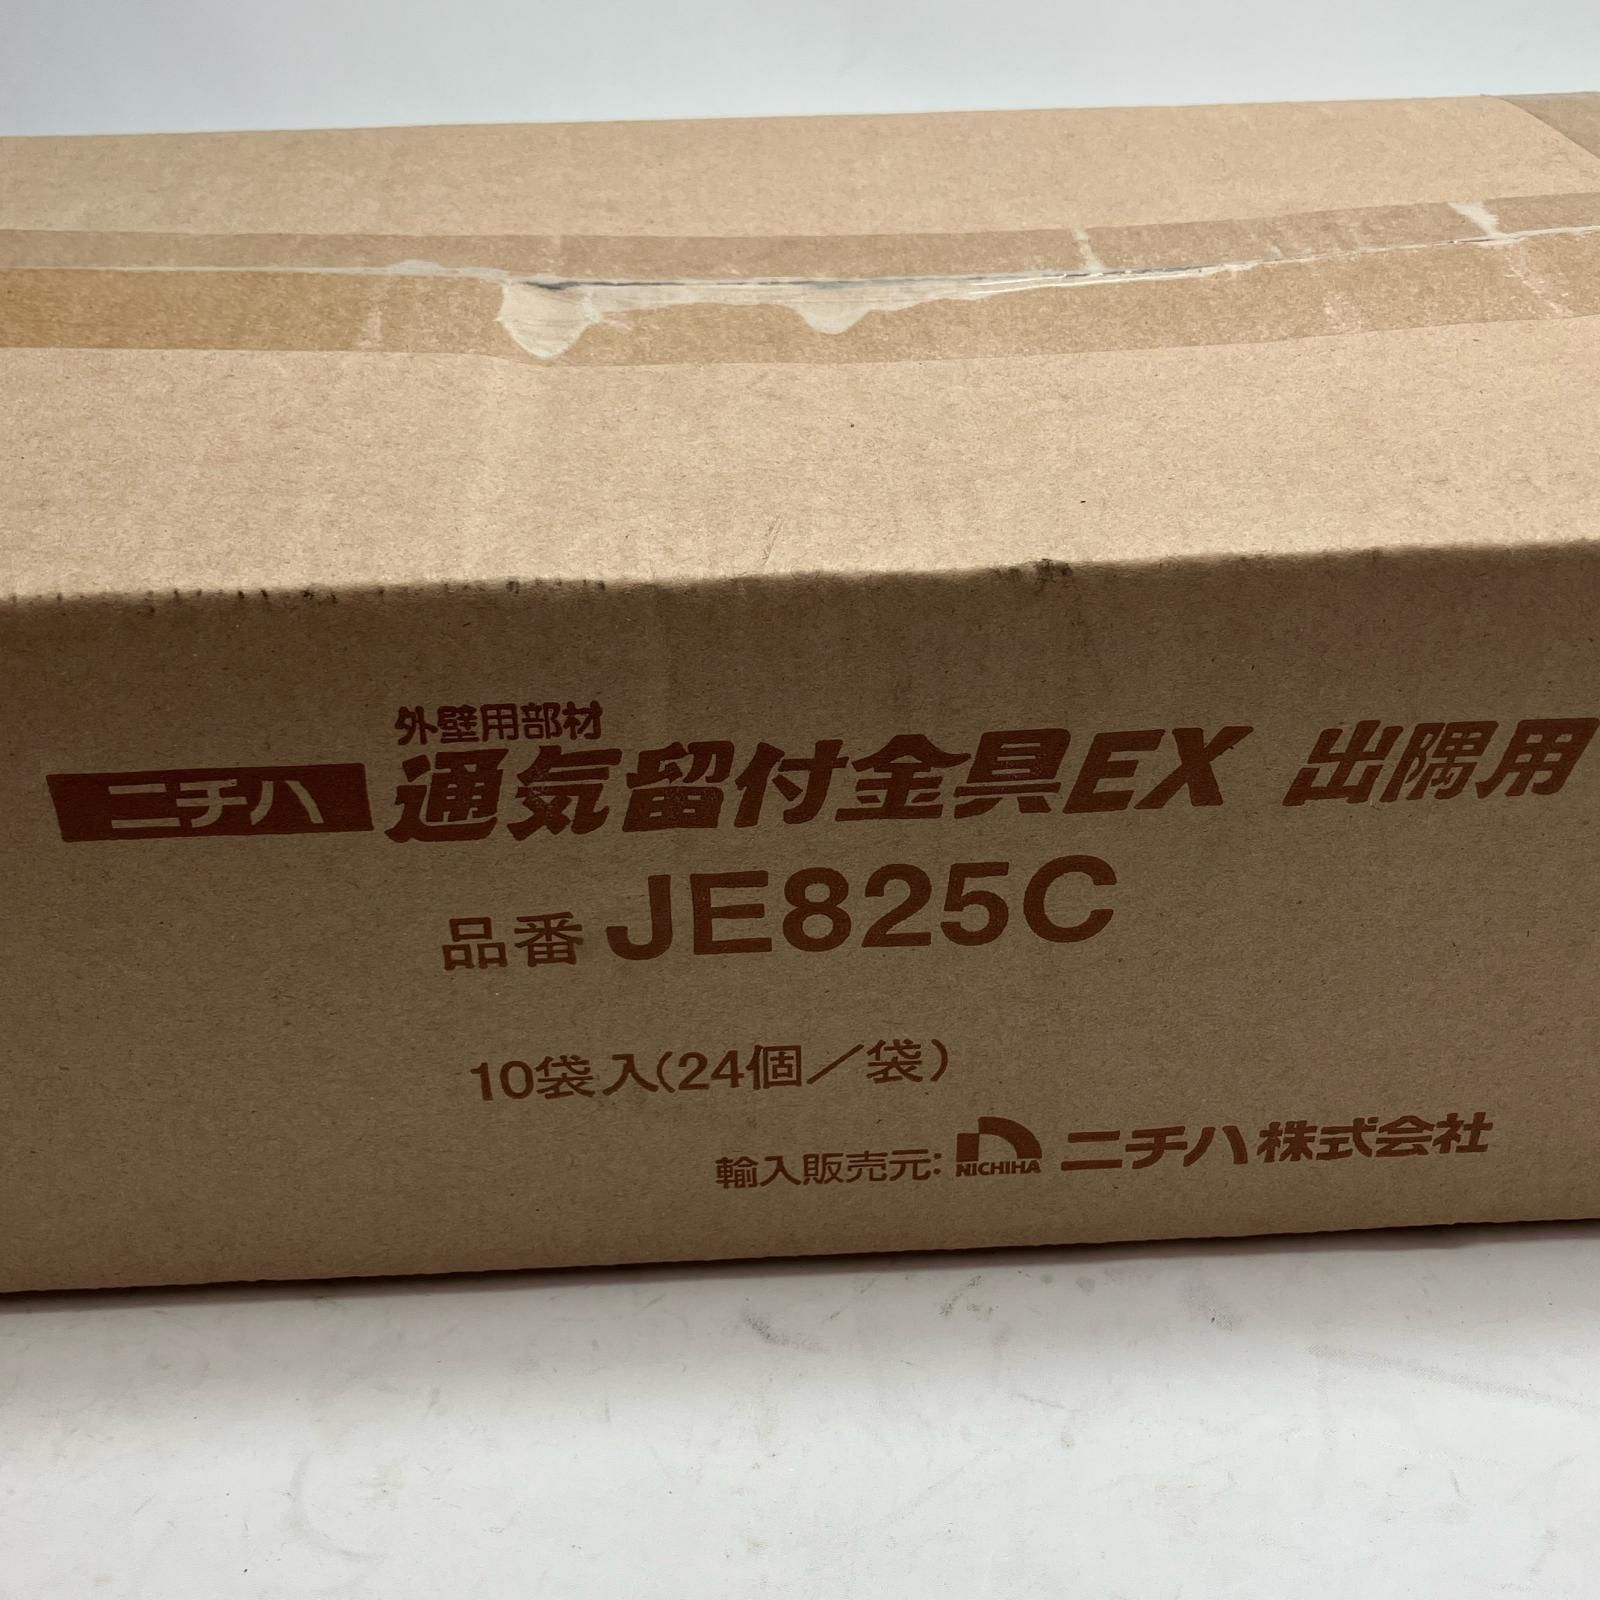 外壁用部材
ニチハ 通気留付金具EX 出隅用
品番 JE825C
10袋入(24個／袋)
輸入販売元: NICHIHA ニチハ株式会社